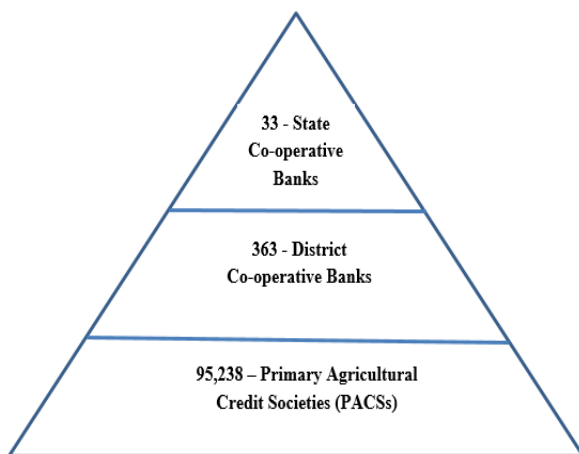 33 - State
Co-operative
Banks
363 - District
Co-operative Banks
95,238 – Primary Agricultural
Credit Societies (PACSs)